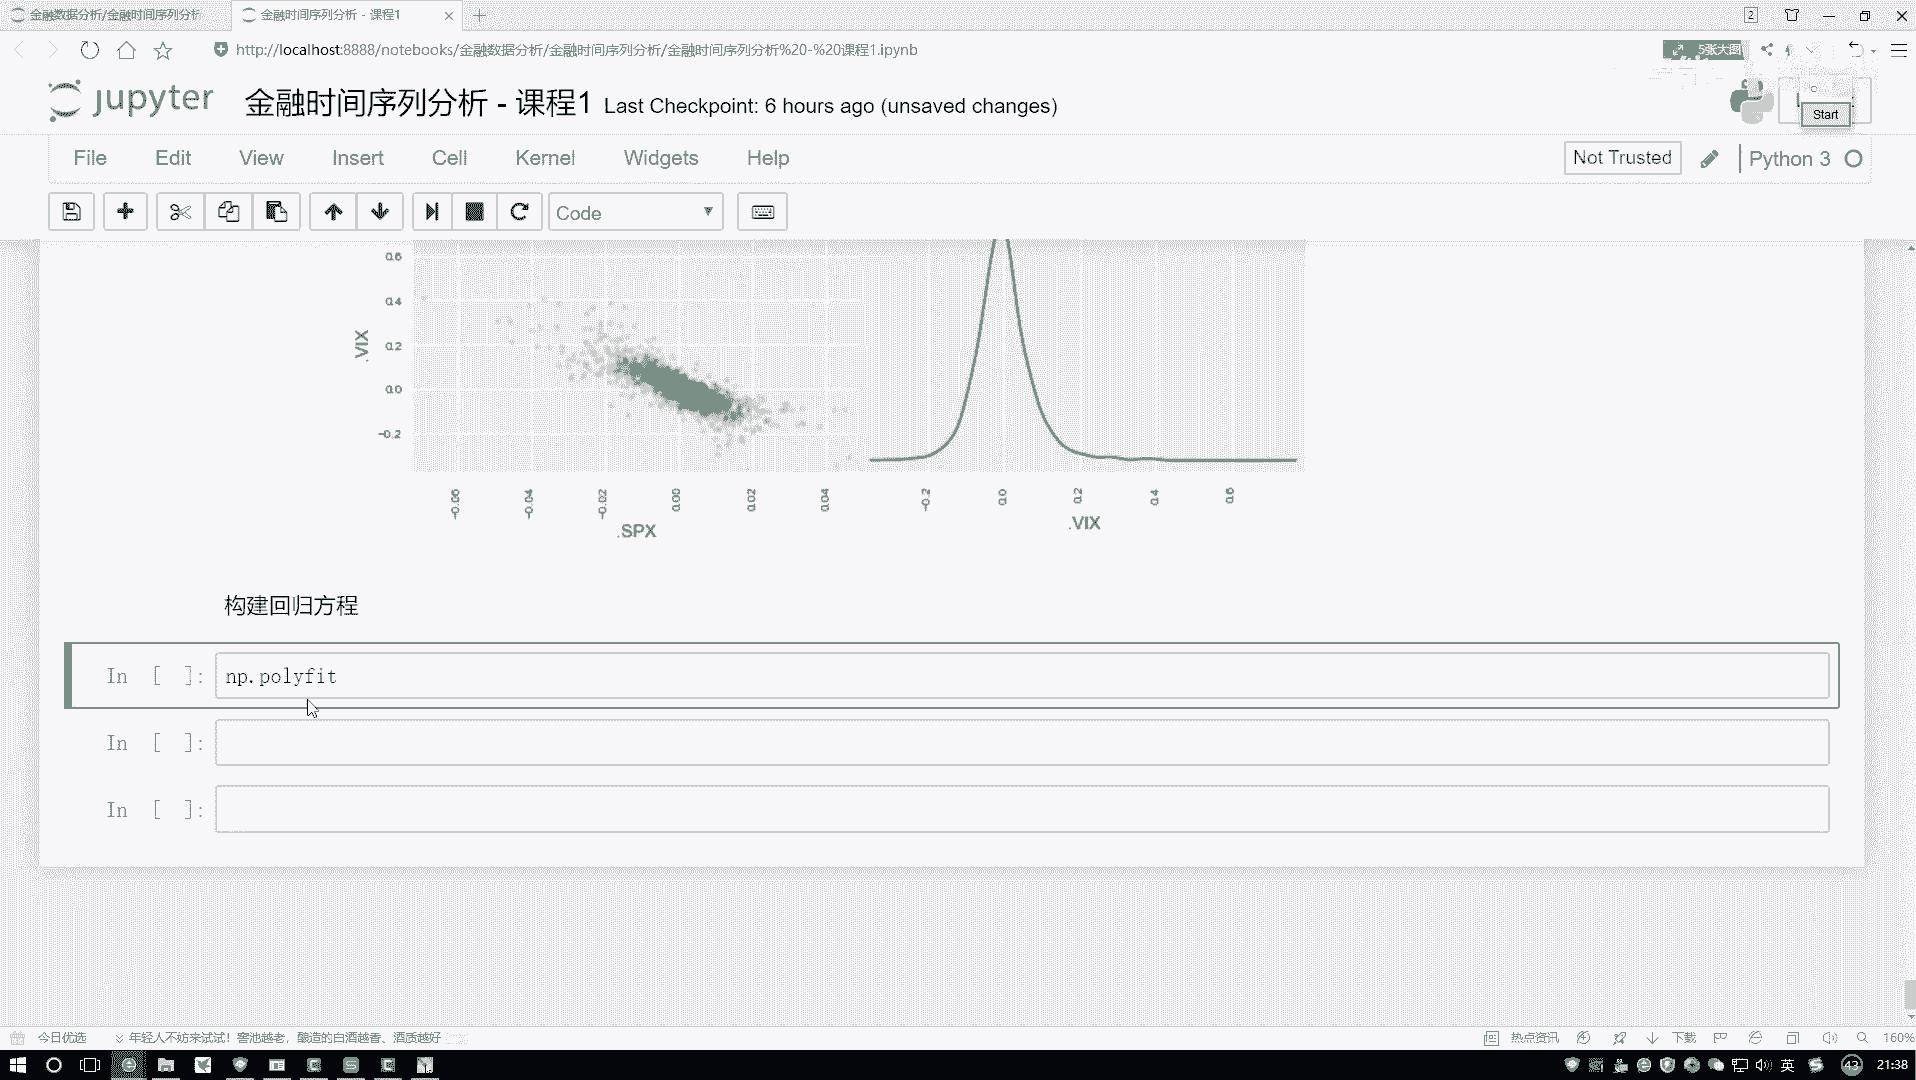 金融数据分析/金融时间序列分析
金融时间序列分析 - 课程1
2
http://localhost:8888/notebooks/金融数据分析/金融时间序列分析/金融时间序列分析%20-%20课程1.ipynb
5张大图
jupyter
金融时间序列分析 - 课程1 Last Checkpoint: 6 hours ago (unsaved changes)
Start
File Edit View Insert Cell Kernel Widgets Help
Not Trusted
Python 3
Code
0.6
0.4
0.2
0.0
-0.2
.VIX
-0.06 -0.04 -0.02 0.00 0.02 0.04
.SPX
-0.2 0.0 0.2 0.4 0.6
.VIX
构建回归方程
In [ ]: np.polyfit
In [ ]:
In [ ]:
今日优选
年轻人不妨来试试！窖池越老，酿造的白酒越香、酒质越好
热点资讯
下载
160%
英
43
21:38